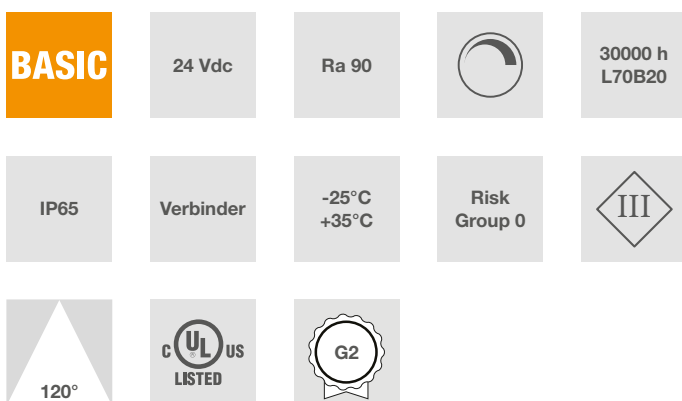 BASIC
24 Vdc
Ra 90
30000 h
L70B20
IP65
Verbinder
-25°C
+35°C
Risk
Group 0
III
120°
C UL US
®
LISTED
G2